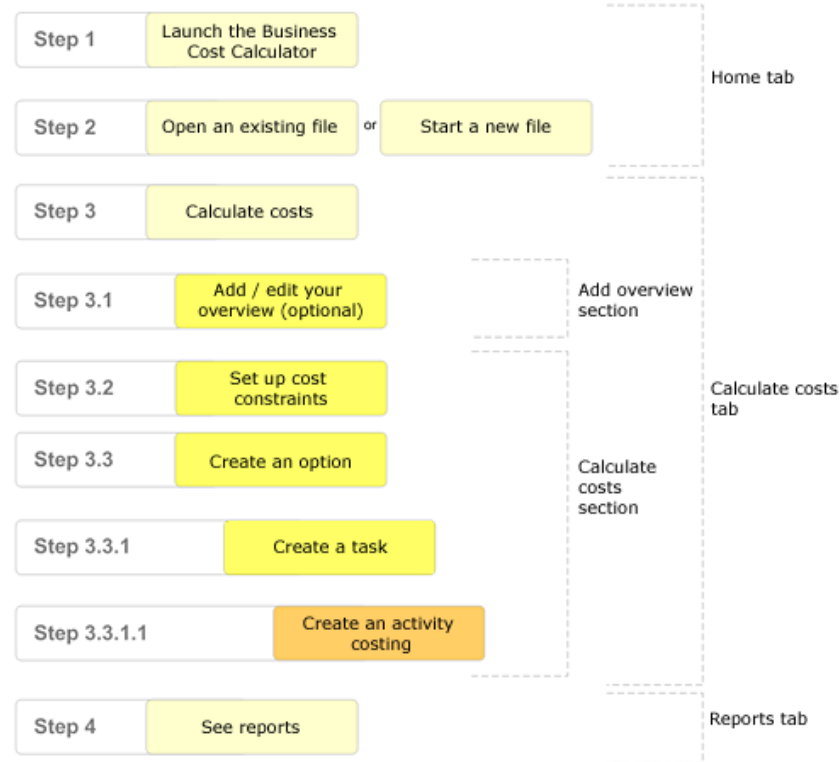 Step 1
Launch the Business
Cost Calculator
Home tab
Step 2
Open an existing file
or
Start a new file
Step 3
Calculate costs
Step 3.1
Add / edit your
overview (optional)
Add overview
section
Step 3.2
Set up cost
constraints
Calculate costs
tab
Step 3.3
Create an option
Calculate
costs
section
Step 3.3.1
Create a task
Step 3.3.1.1
Create an activity
costing
Step 4
See reports
Reports tab